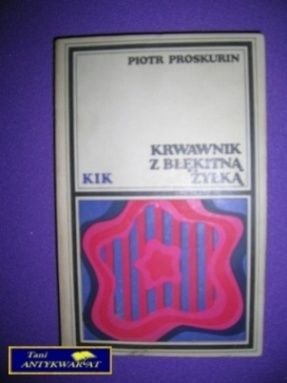 PIOTR PROSKURIN
KRWAWNIK
Z BŁĘKITNĄ
ŻYŁKĄ
KIK
Tani
ANTYKWARIAT